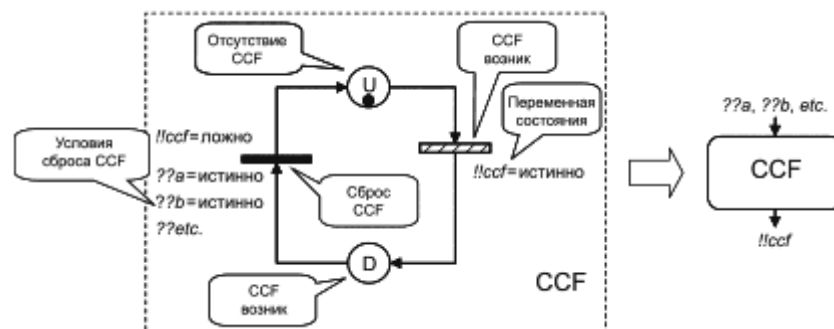 Отсутствие
CCF
U
CCF
возник
Переменная
состояния
Условия
сброса CCF
!!ccf=ложно
??a=истинно
??b=истинно
??etc.
Сброс
CCF
!!ccf=истинно
D
CCF
возник
CCF
??a, ??b, etc.
CCF
!!ccf